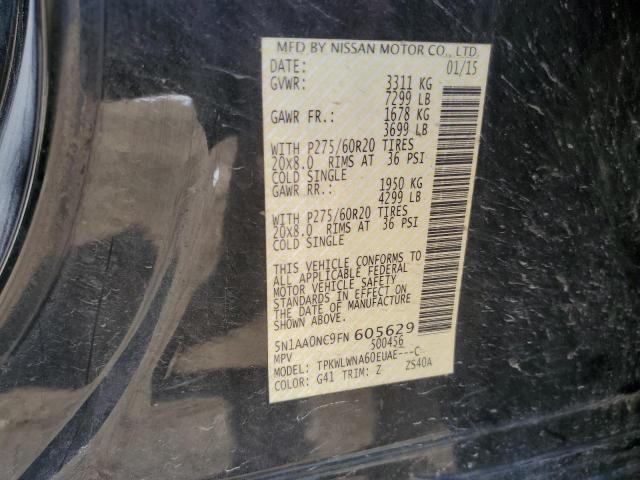 MFD BY NISSAN MOTOR CO., LTD.
DATE: 01/15
GVWR: 3311 KG
7299 LB
GAWR FR.: 1678 KG
3699 LB
WITH P275/60R20 TIRES
20X8.0 RIMS AT 36 PSI
COLD SINGLE
GAWR RR.: 1950 KG
4299 LB
WITH P275/60R20 TIRES
20X8.0 RIMS AT 36 PSI
COLD SINGLE
THIS VEHICLE CONFORMS TO
ALL APPLICABLE FEDERAL
MOTOR VEHICLE SAFETY
STANDARDS IN EFFECT ON
THE DATE OF MANUFACTURE
SHOWN ABOVE.
5N1AA0NC9FN 605629
MPV 500456
MODEL: TPKWLWNA60EUAE---C-
COLOR: G41 TRIM: Z ZS40A